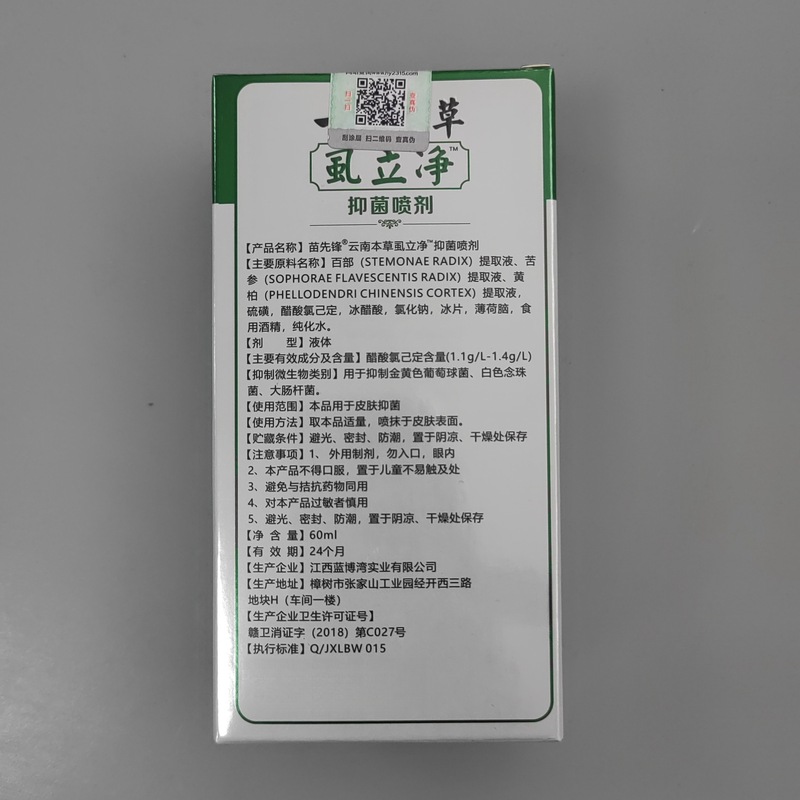 扫一扫
查真伪
刮涂层 扫二维码 查真伪
草
虱立净™
抑菌喷剂
【产品名称】苗先锋®云南本草虱立净™抑菌喷剂
【主要原料名称】百部（STEMONAE RADIX）提取液、苦
参（SOPHORAE FLAVESCENTIS RADIX）提取液、黄
柏（PHELLODENDRI CHINENSIS CORTEX）提取液，
硫磺，醋酸氯己定，冰醋酸，氯化钠，冰片，薄荷脑，食
用酒精，纯化水。
【剂 型】液体
【主要有效成分及含量】醋酸氯己定含量(1.1g/L-1.4g/L)
【抑制微生物类别】用于抑制金黄色葡萄球菌、白色念珠
菌、大肠杆菌。
【使用范围】本品用于皮肤抑菌
【使用方法】取本品适量，喷抹于皮肤表面。
【贮藏条件】避光、密封、防潮，置于阴凉、干燥处保存
【注意事项】1、 外用制剂，勿入口，眼内
2、本产品不得口服，置于儿童不易触及处
3、避免与拮抗药物同用
4、对本产品过敏者慎用
5、避光、密封、防潮，置于阴凉、干燥处保存
【净 含 量】60ml
【有 效 期】24个月
【生产企业】江西蓝博湾实业有限公司
【生产地址】樟树市张家山工业园经开西三路
地块H（车间一楼）
【生产企业卫生许可证号】
赣卫消证字（2018）第C027号
【执行标准】Q/JXLBW 015